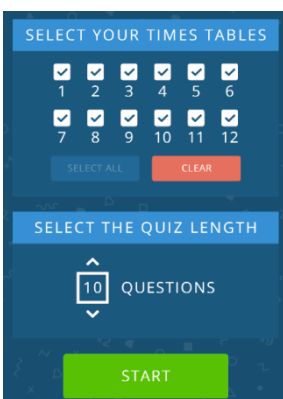 SELECT YOUR TIMES TABLES
1 2 3 4 5 6
7 8 9 10 11 12
SELECT ALL CLEAR
SELECT THE QUIZ LENGTH
10 QUESTIONS
START